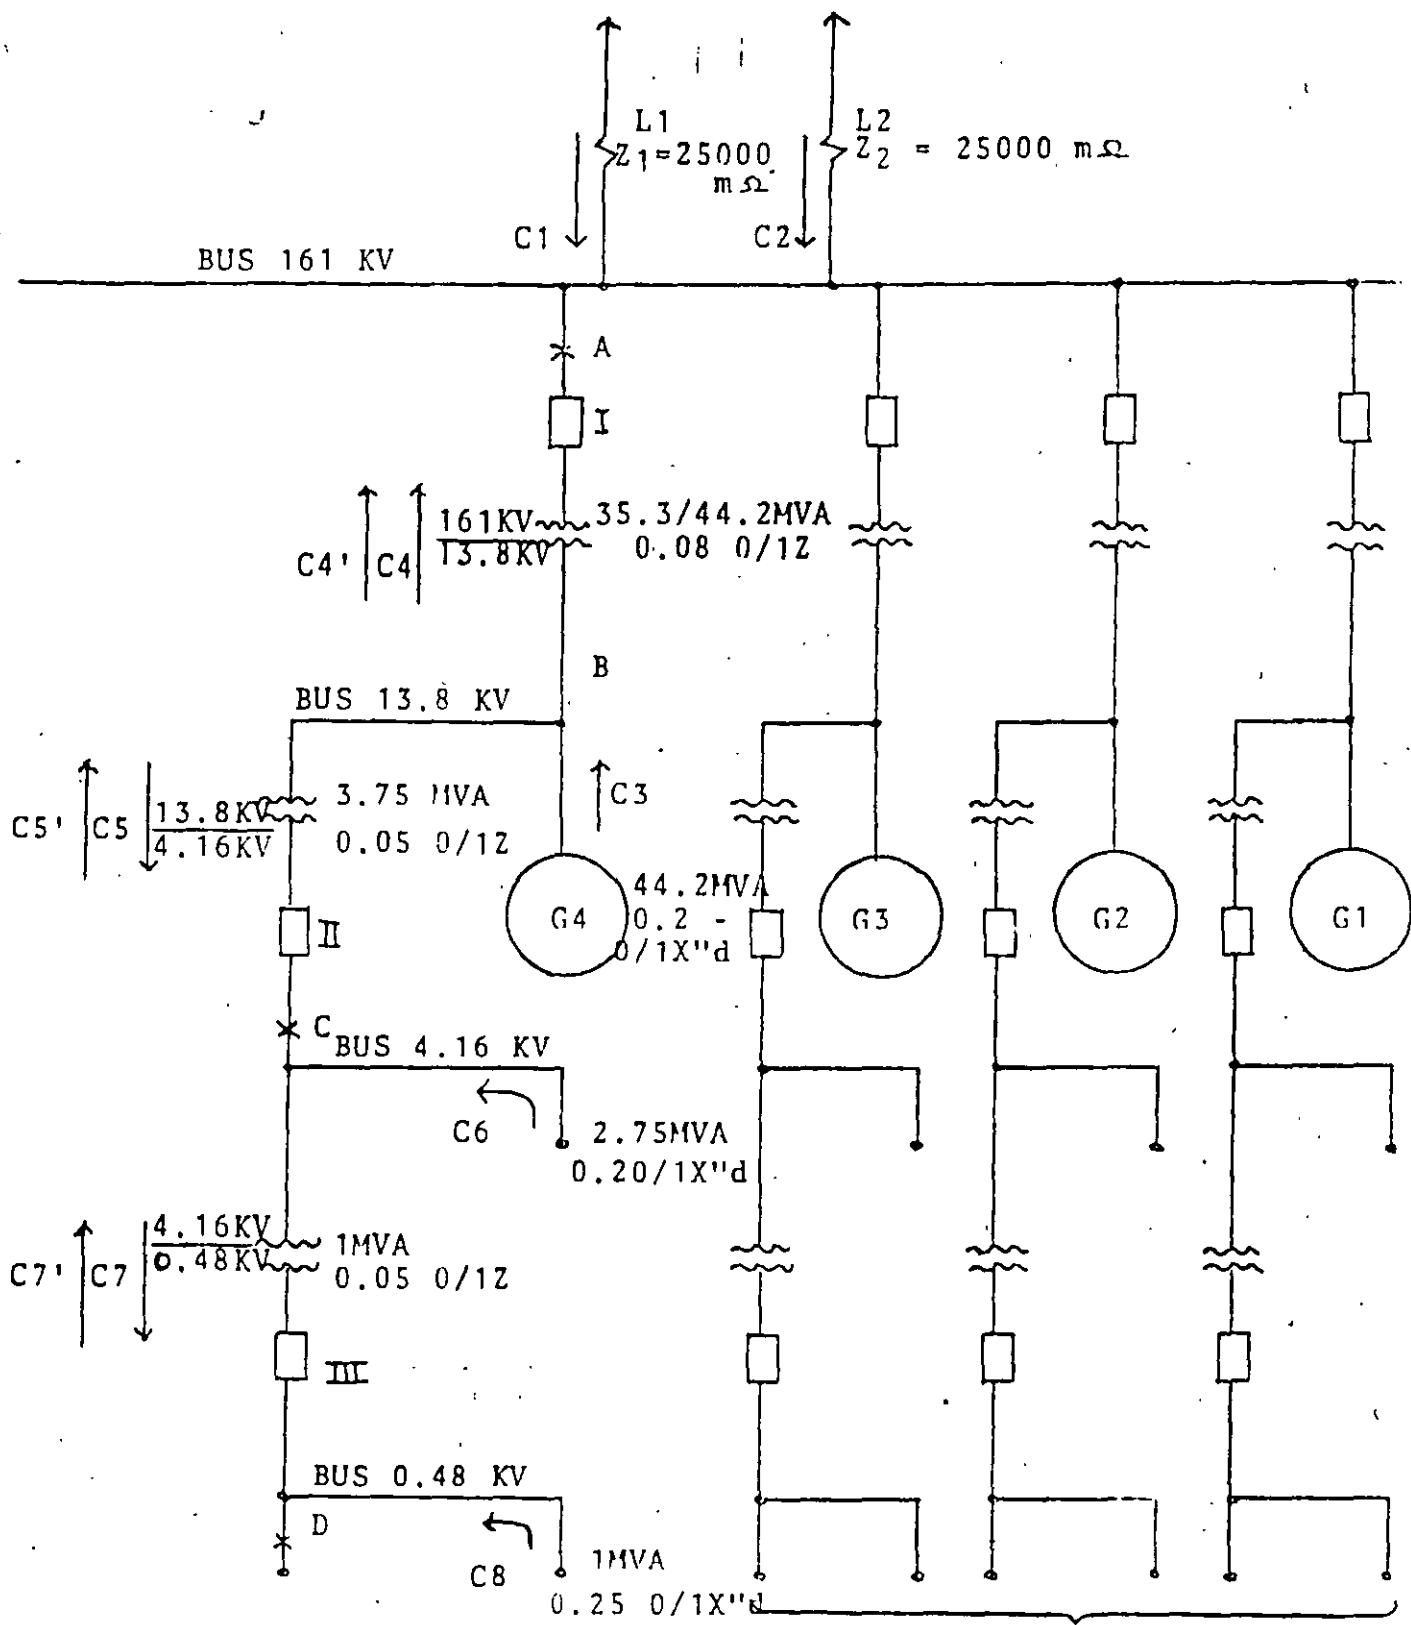 L1
Z1=25000
mΩ
L2
Z2 = 25000 mΩ
C1
C2
BUS 161 KV
A
I
161KV
13.8KV
35.3/44.2MVA
0.08 0/1Z
C4'
C4
B
BUS 13.8 KV
C5'
C5
13.8KV
4.16KV
3.75 MVA
0.05 0/1Z
C3
G4
44.2MVA
0.2 -
0/1X"d
G3
G2
G1
II
C
BUS 4.16 KV
C6
2.75MVA
0.20/1X"d
C7'
C7
4.16KV
0.48KV
1MVA
0.05 0/1Z
III
BUS 0.48 KV
D
C8
1MVA
0.25 0/1X"d